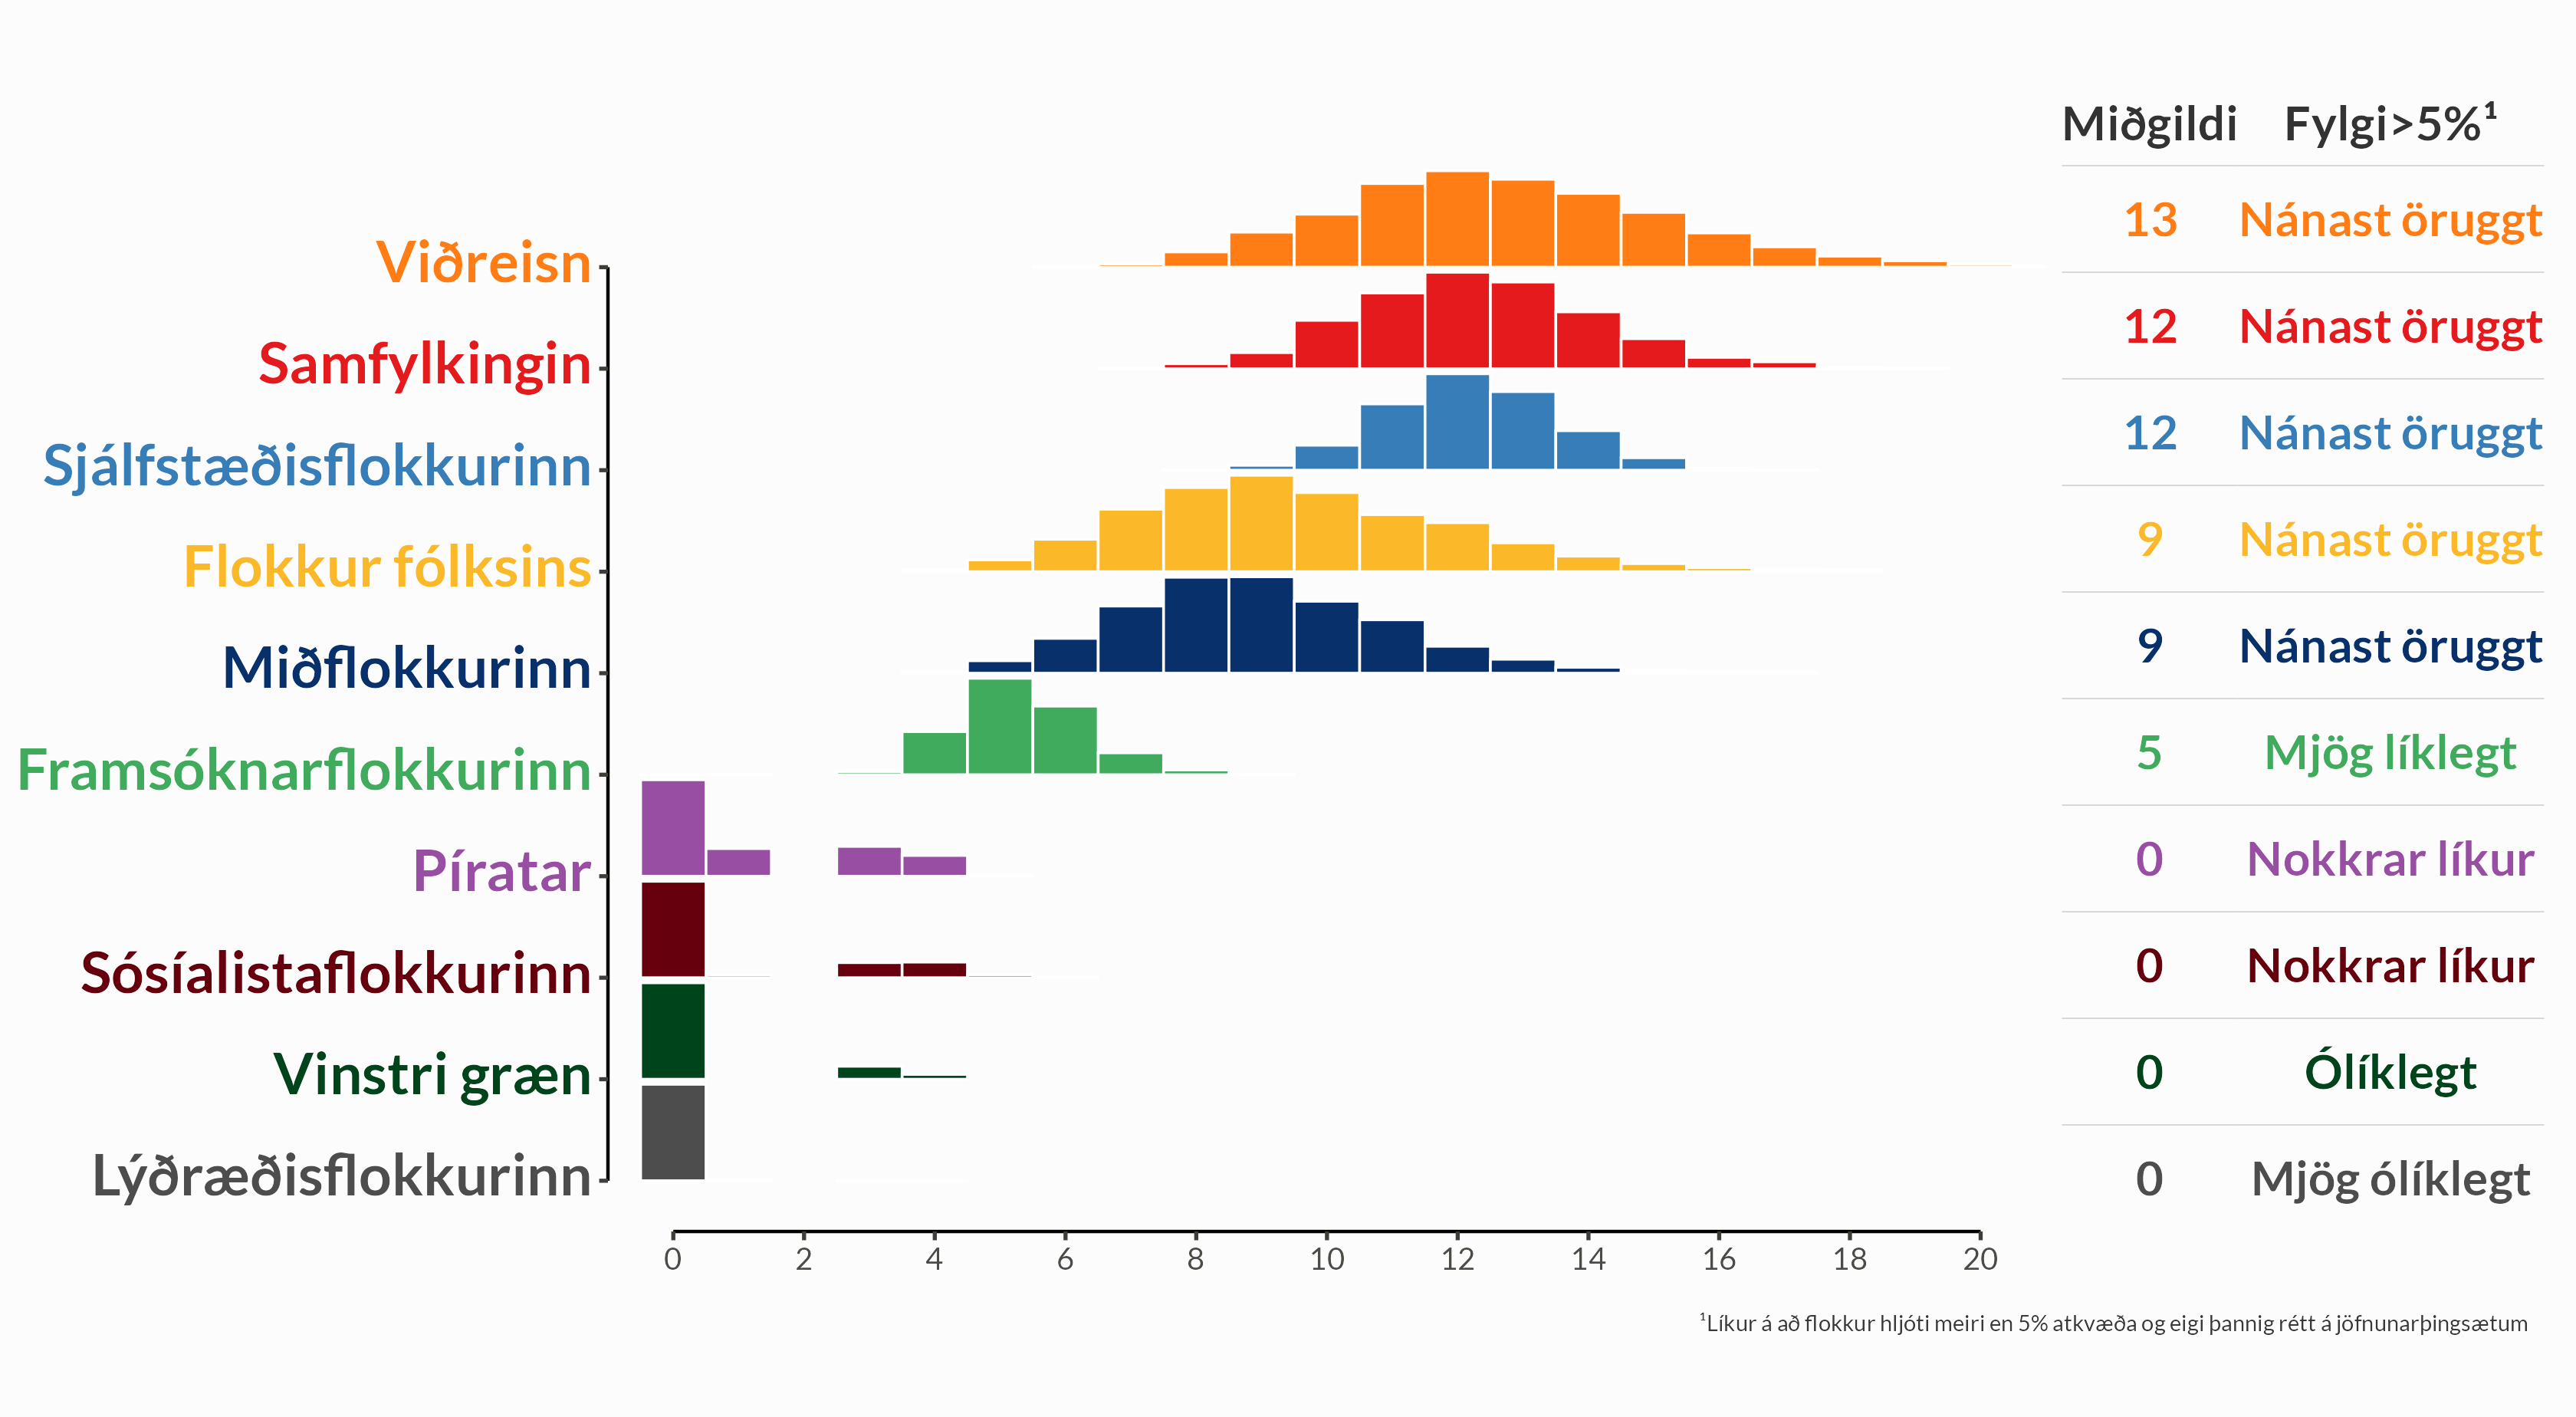 Miðgildi Fylgi>5%¹
Viðreisn 13 Nánast öruggt
Samfylkingin 12 Nánast öruggt
Sjálfstæðisflokkurinn 12 Nánast öruggt
Flokkur fólksins 9 Nánast öruggt
Miðflokkurinn 9 Nánast öruggt
Framsóknarflokkurinn 5 Mjög líklegt
Píratar 0 Nokkrar líkur
Sósíalistaflokkurinn 0 Nokkrar líkur
Vinstri græn 0 Ólíklegt
Lýðræðisflokkurinn 0 Mjög ólíklegt
0 2 4 6 8 10 12 14 16 18 20
¹Líkur á að flokkur hljóti meiri en 5% atkvæða og eigi þannig rétt á jöfnunarþingsætum